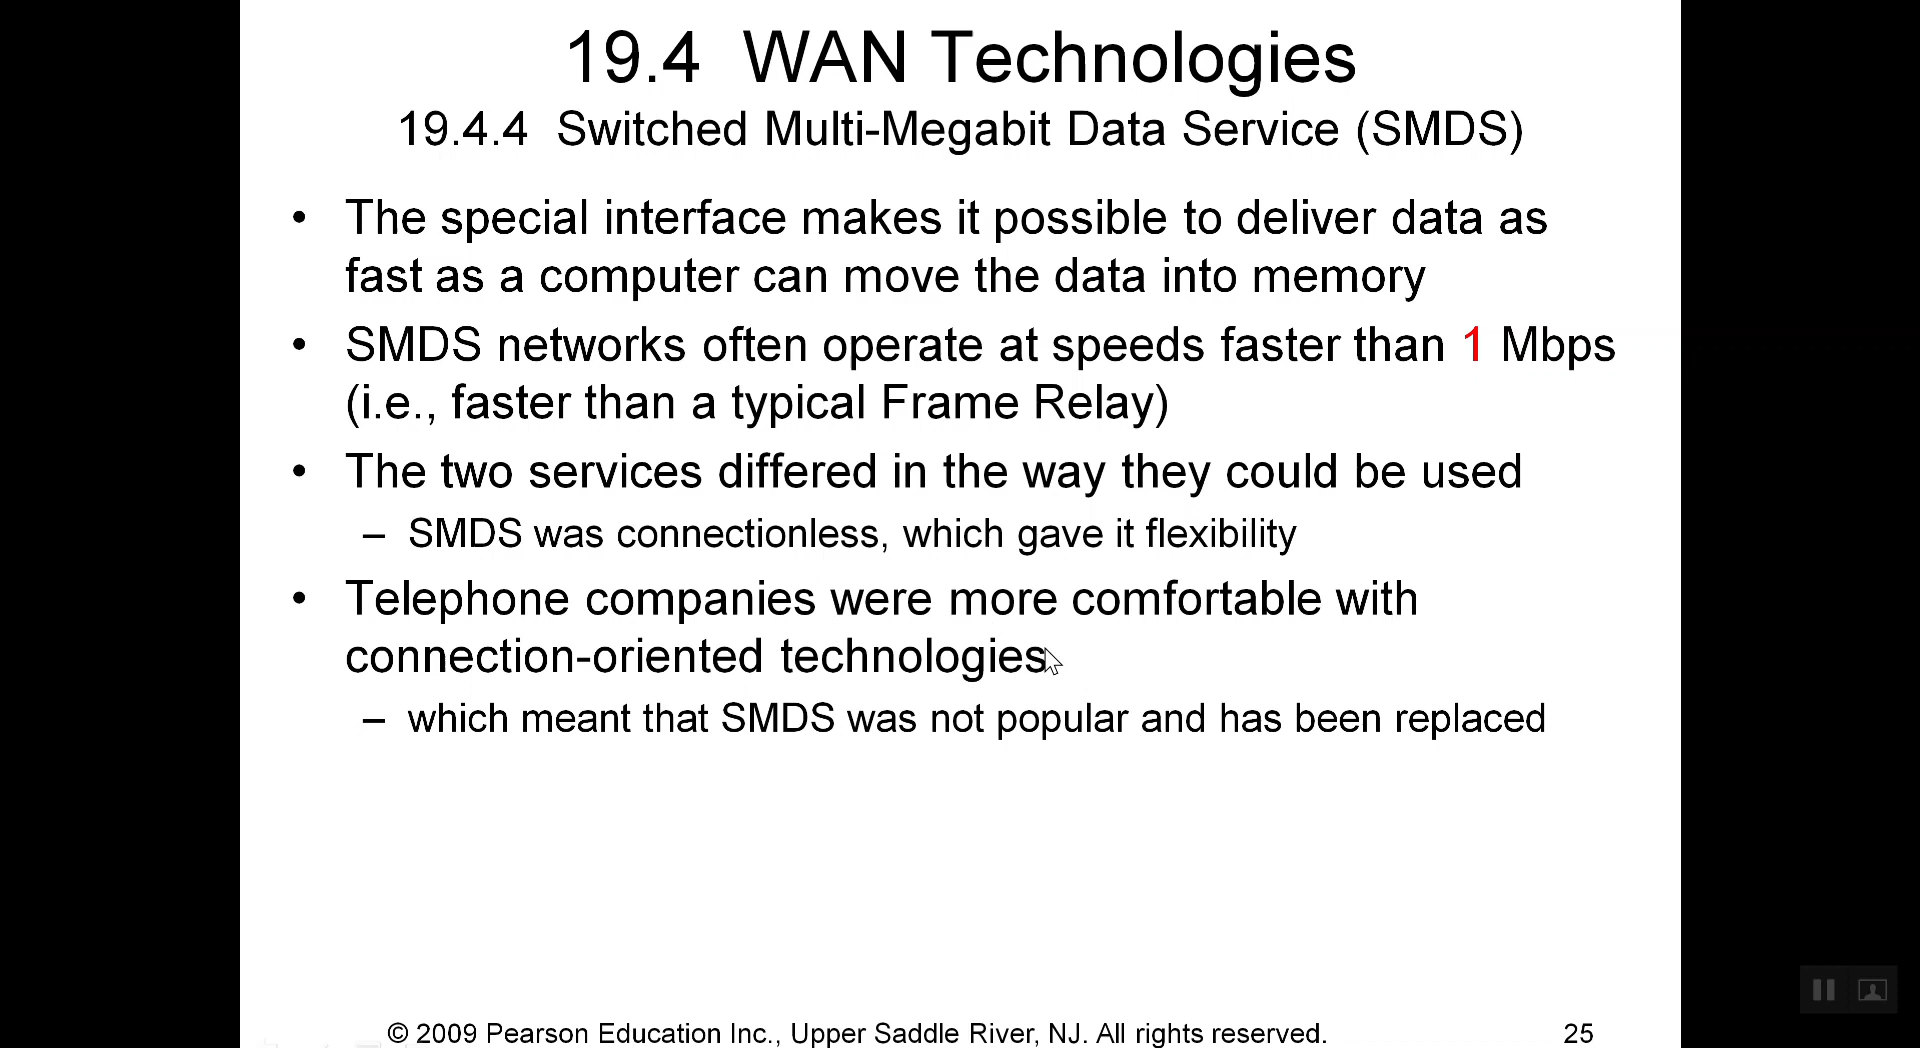 19.4 WAN Technologies
19.4.4 Switched Multi-Megabit Data Service (SMDS)
• The special interface makes it possible to deliver data as
fast as a computer can move the data into memory
• SMDS networks often operate at speeds faster than 1 Mbps
(i.e., faster than a typical Frame Relay)
• The two services differed in the way they could be used
– SMDS was connectionless, which gave it flexibility
• Telephone companies were more comfortable with
connection-oriented technologies
– which meant that SMDS was not popular and has been replaced
© 2009 Pearson Education Inc., Upper Saddle River, NJ. All rights reserved.
25